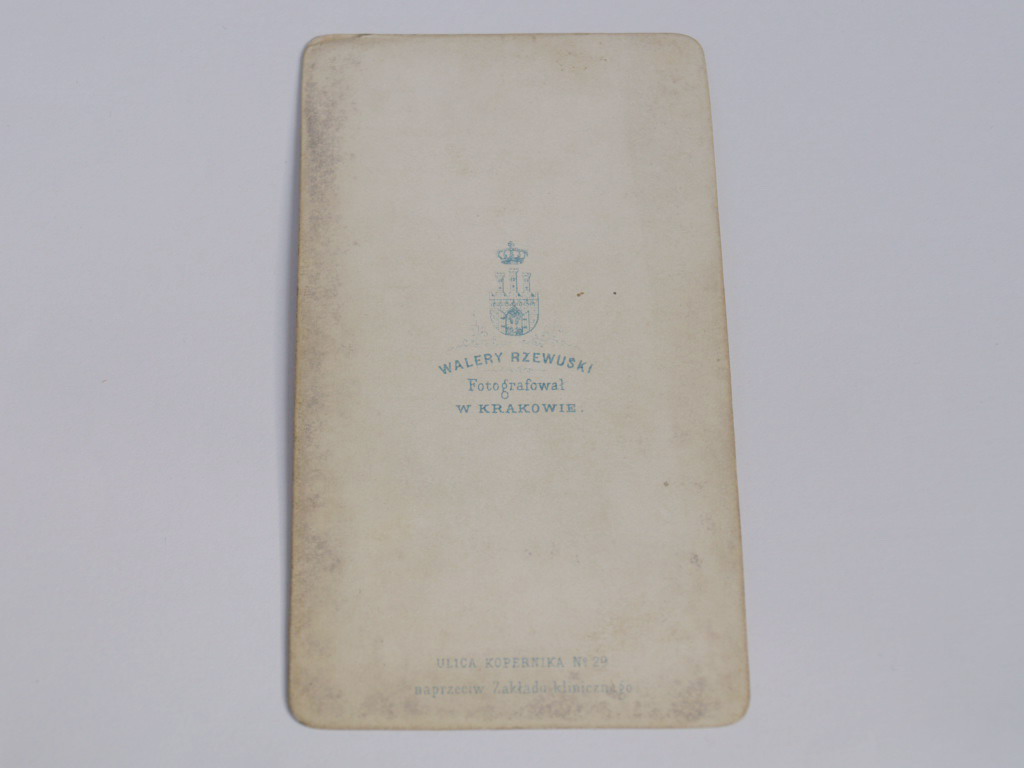 WALERY RZEWUSKI
Fotografował
W KRAKOWIE.
ULICA KOPERNIKA No 29
naprzeciw Zakładu klinicznego